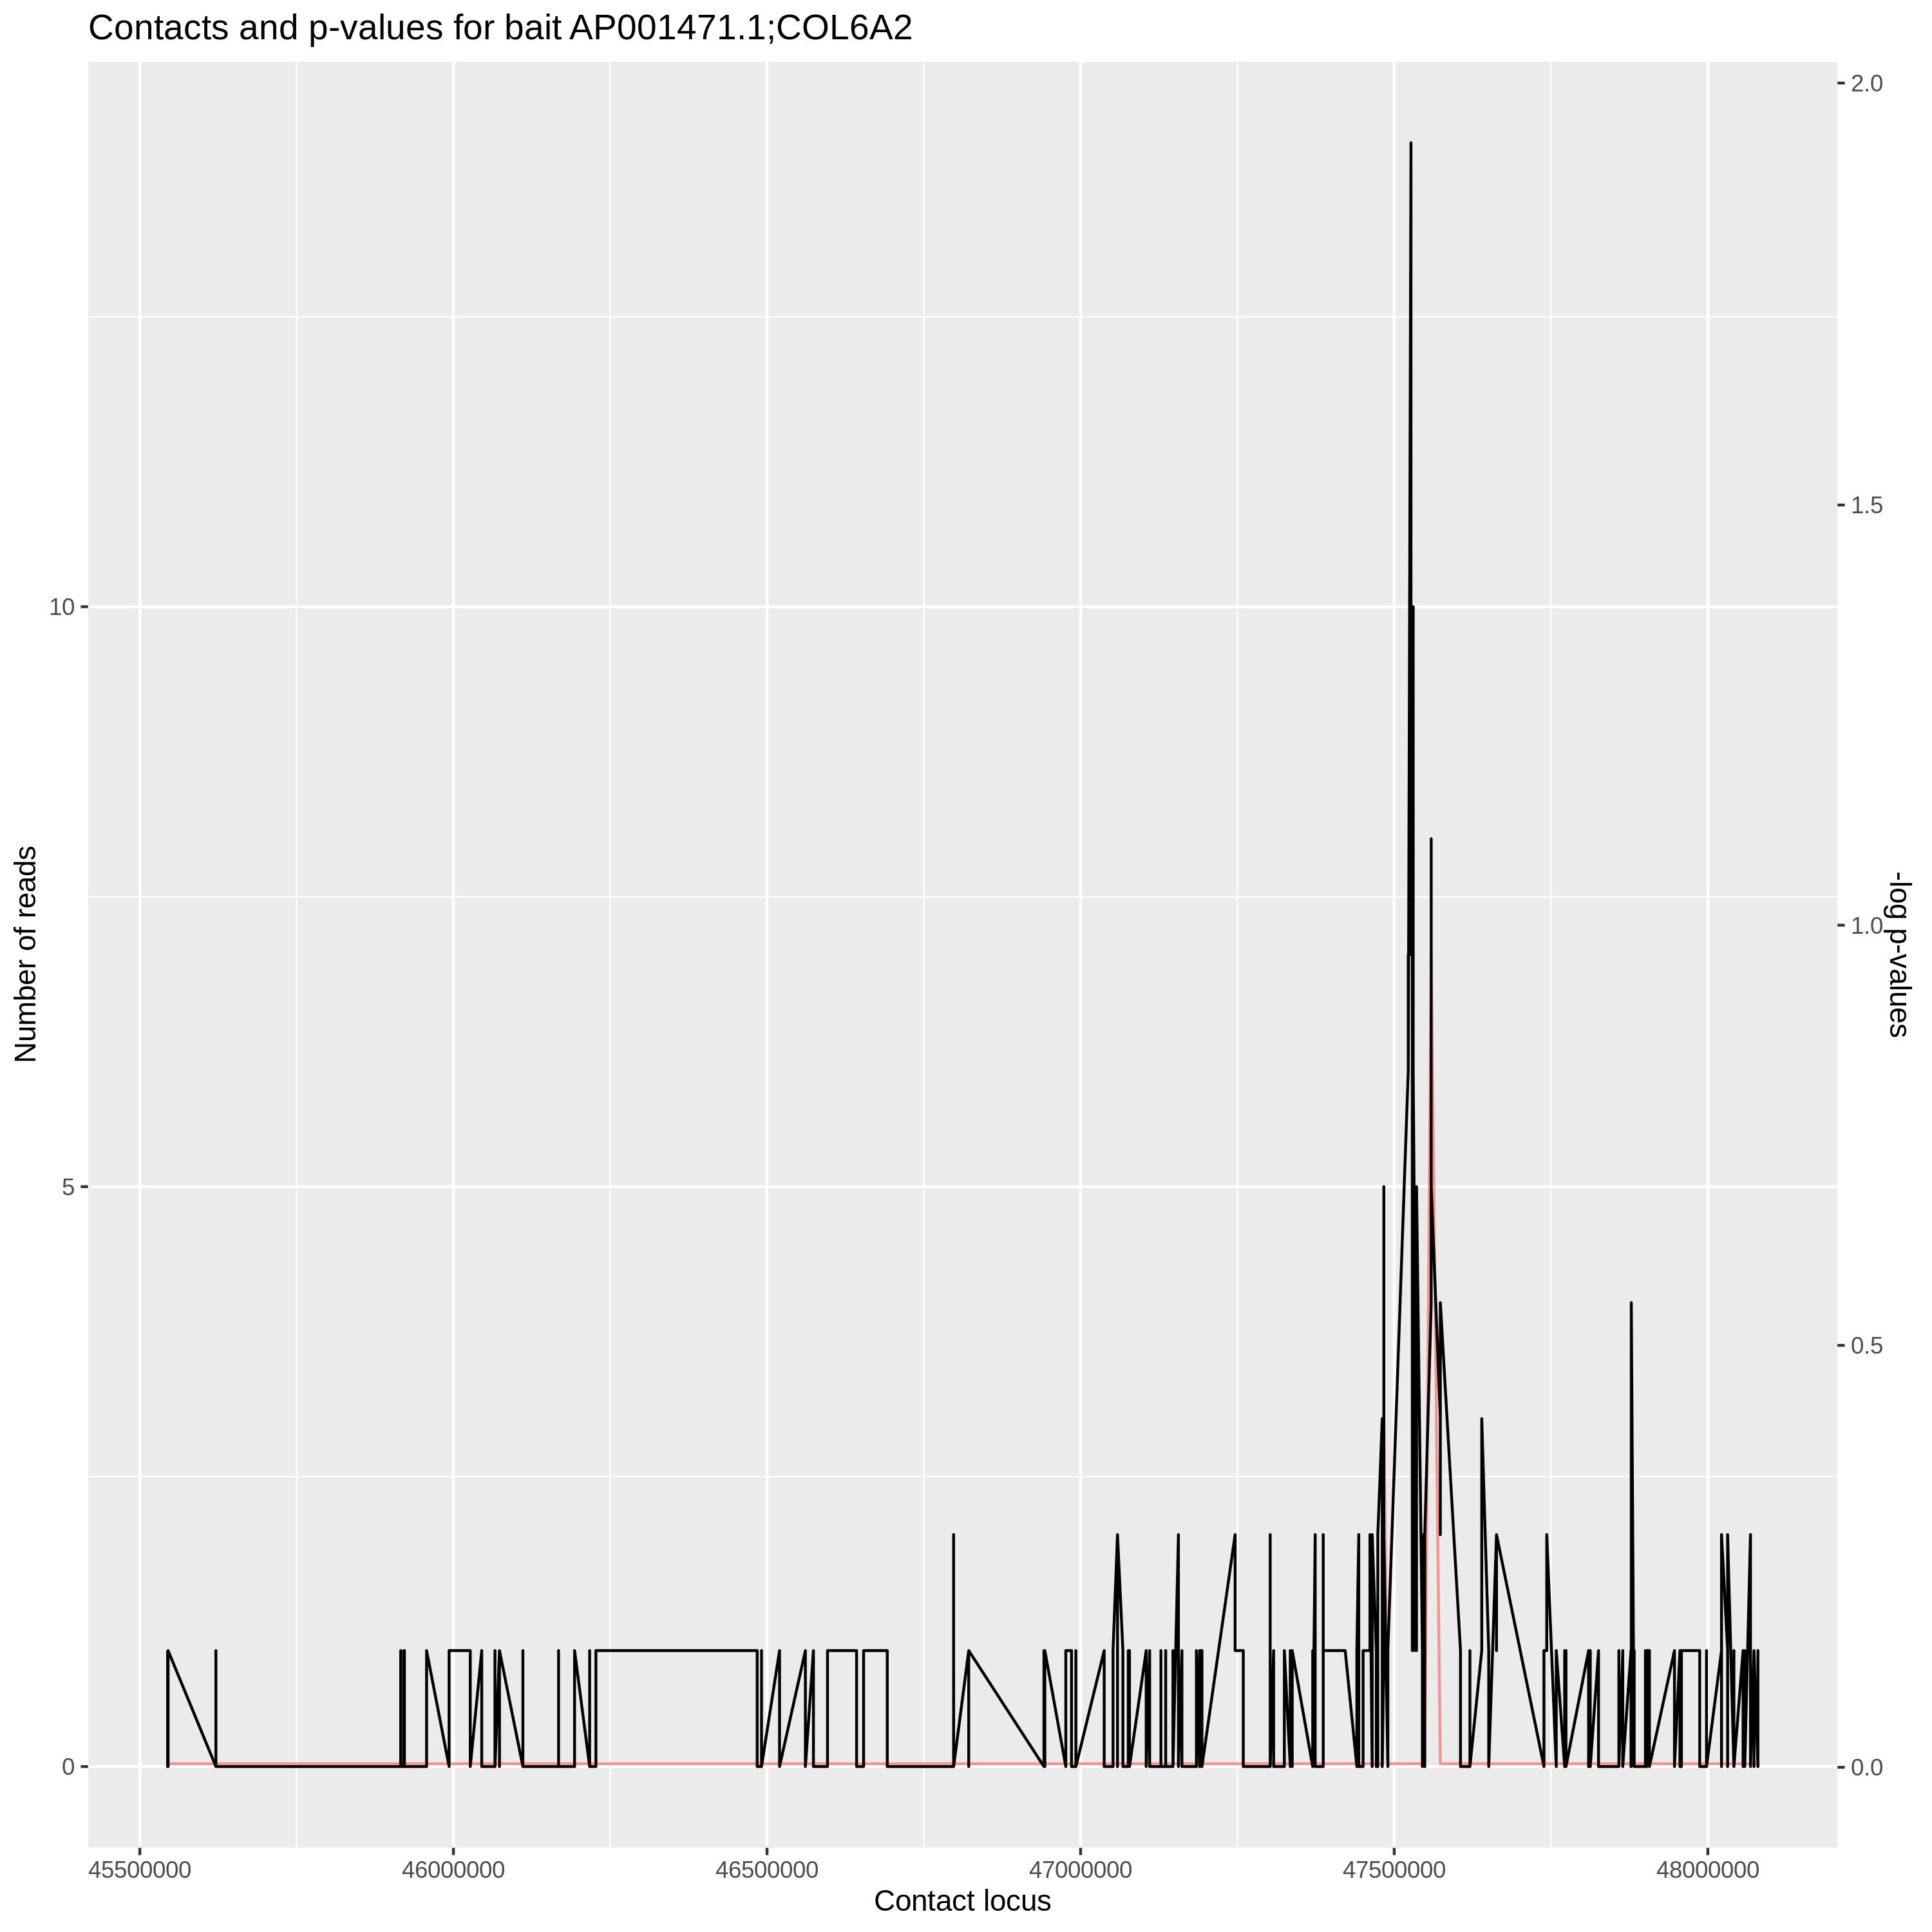 Contacts and p-values for bait AP001471.1;COL6A2
Number of reads
10
5
0
2.0
1.5
1.0
0.5
0.0
-log p-values
45500000 46000000 46500000 47000000 47500000 48000000
Contact locus